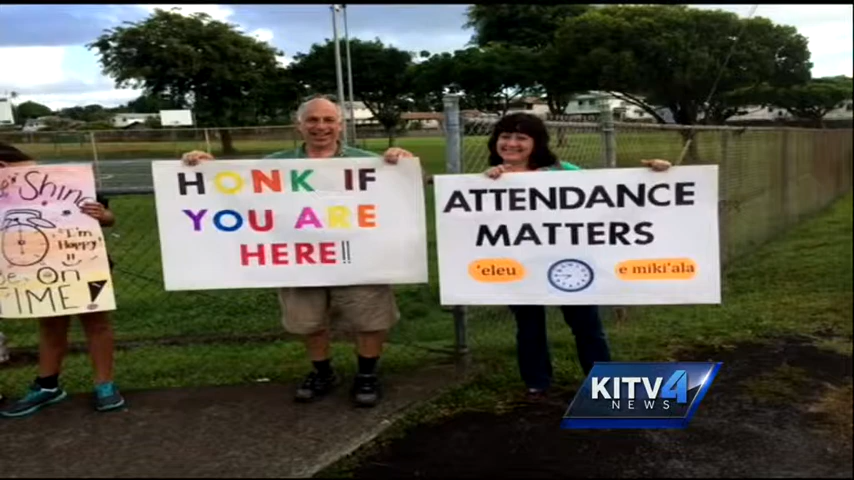 Shine
"I'm
Happy!!
Be On
TIME!
HONK IF
YOU ARE
HERE!!
ATTENDANCE
MATTERS
'eleu
e miki'ala
KITV4
NEWS